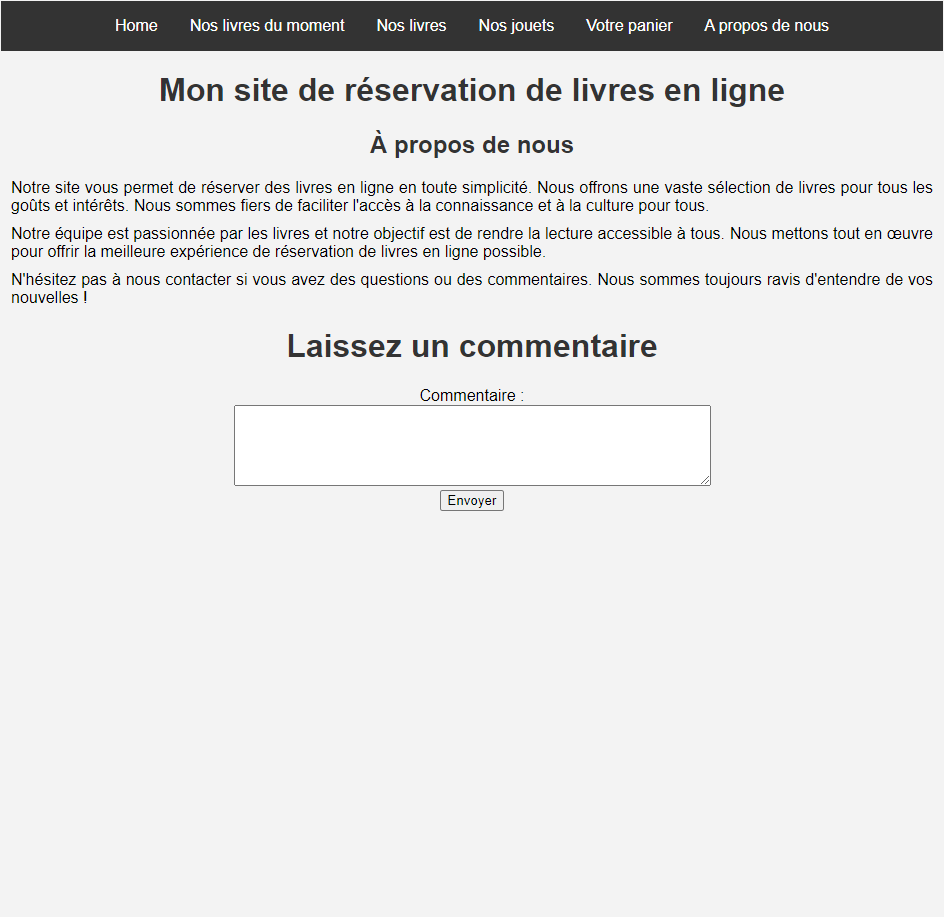 Home Nos livres du moment Nos livres Nos jouets Votre panier A propos de nous
Mon site de réservation de livres en ligne
À propos de nous
Notre site vous permet de réserver des livres en ligne en toute simplicité. Nous offrons une vaste sélection de livres pour tous les
goûts et intérêts. Nous sommes fiers de faciliter l'accès à la connaissance et à la culture pour tous.
Notre équipe est passionnée par les livres et notre objectif est de rendre la lecture accessible à tous. Nous mettons tout en œuvre
pour offrir la meilleure expérience de réservation de livres en ligne possible.
N'hésitez pas à nous contacter si vous avez des questions ou des commentaires. Nous sommes toujours ravis d'entendre de vos
nouvelles !
Laissez un commentaire
Commentaire :
Envoyer